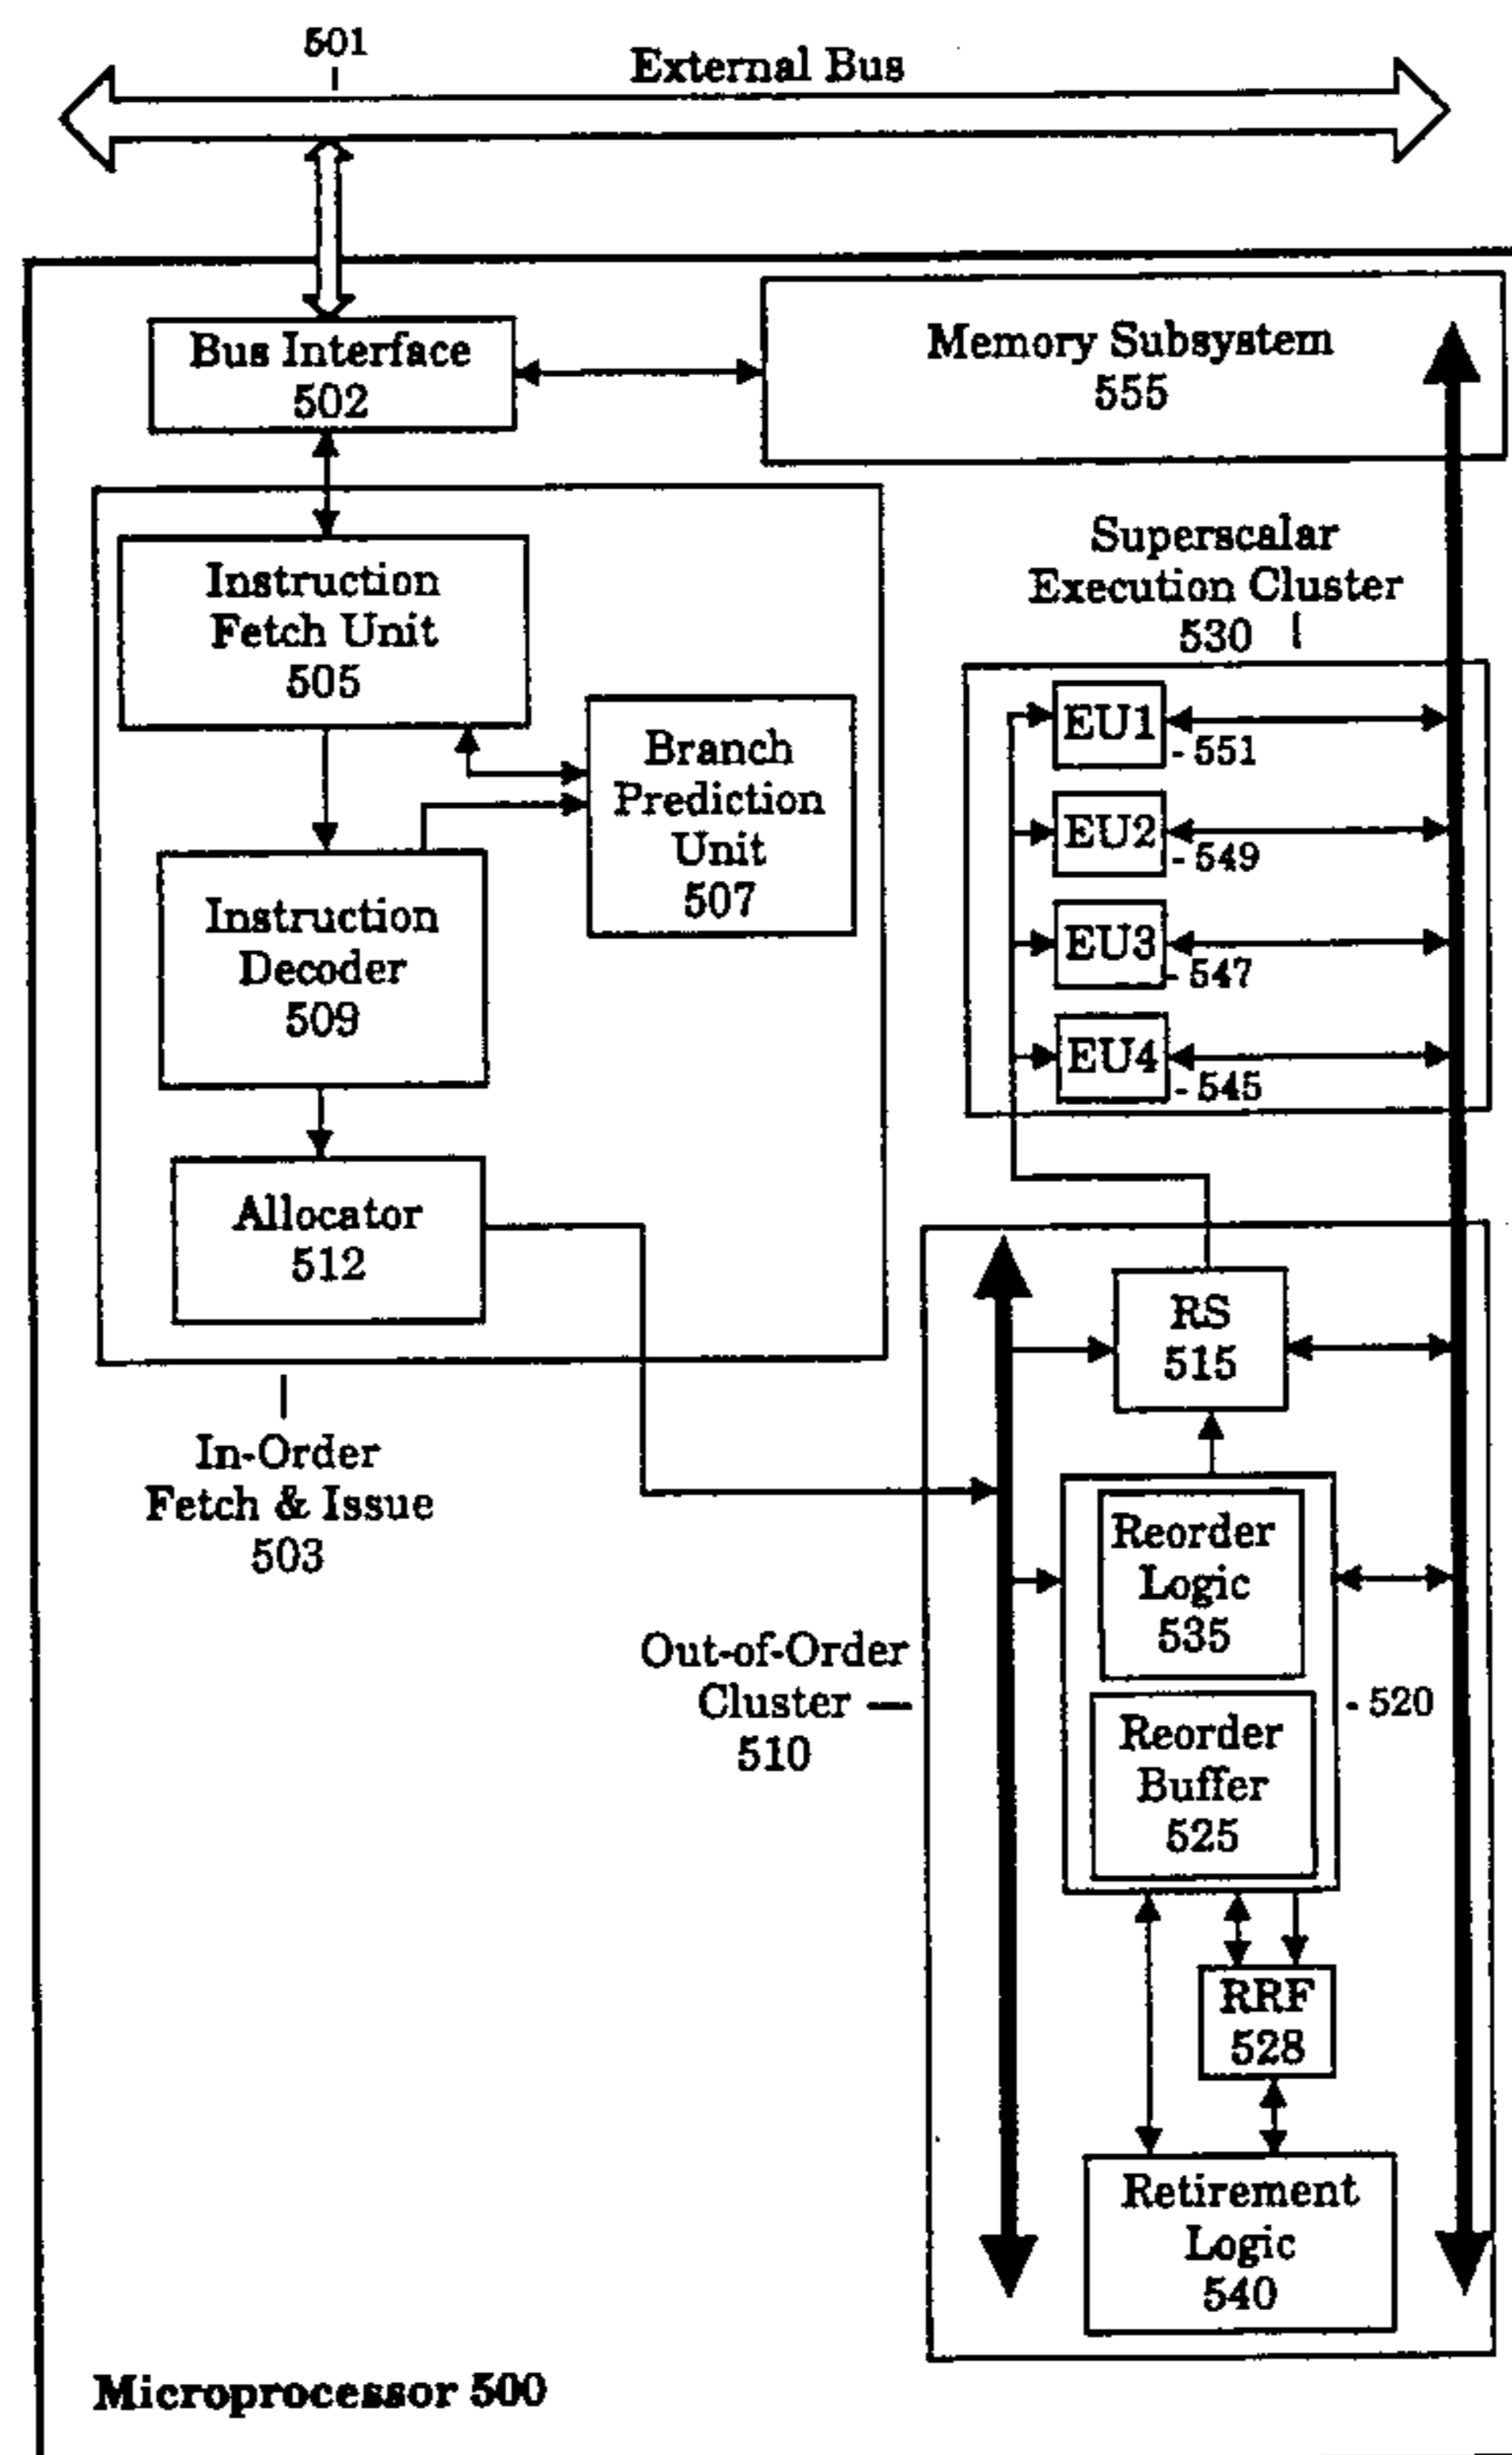 501
External Bus
Bus Interface
502
Memory Subsystem
555
Instruction
Fetch Unit
505
Branch
Prediction
Unit
507
Instruction
Decoder
509
Allocator
512
In-Order
Fetch & Issue
503
Superscalar
Execution Cluster
530
EU1
- 551
EU2
- 549
EU3
- 547
EU4
- 545
RS
515
Reorder
Logic
535
Reorder
Buffer
525
- 520
Out-of-Order
Cluster
510
RRF
528
Retirement
Logic
540
Microprocessor 500